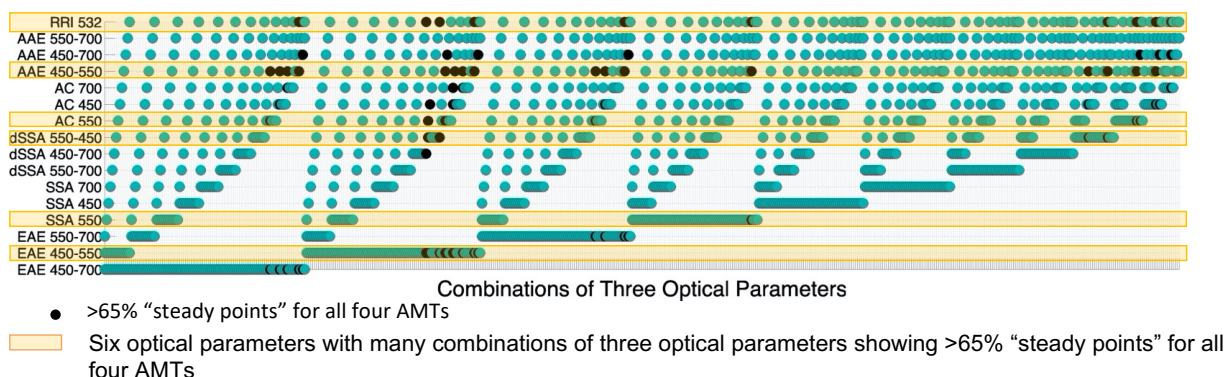 RRI 532
AAE 550-700
AAE 450-700
AAE 450-550
AC 700
AC 450
AC 550
dSSA 550-450
dSSA 450-700
dSSA 550-700
SSA 700
SSA 450
SSA 550
EAE 550-700
EAE 450-550
EAE 450-700
Combinations of Three Optical Parameters
>65% “steady points” for all four AMTs
Six optical parameters with many combinations of three optical parameters showing >65% “steady points” for all
four AMTs